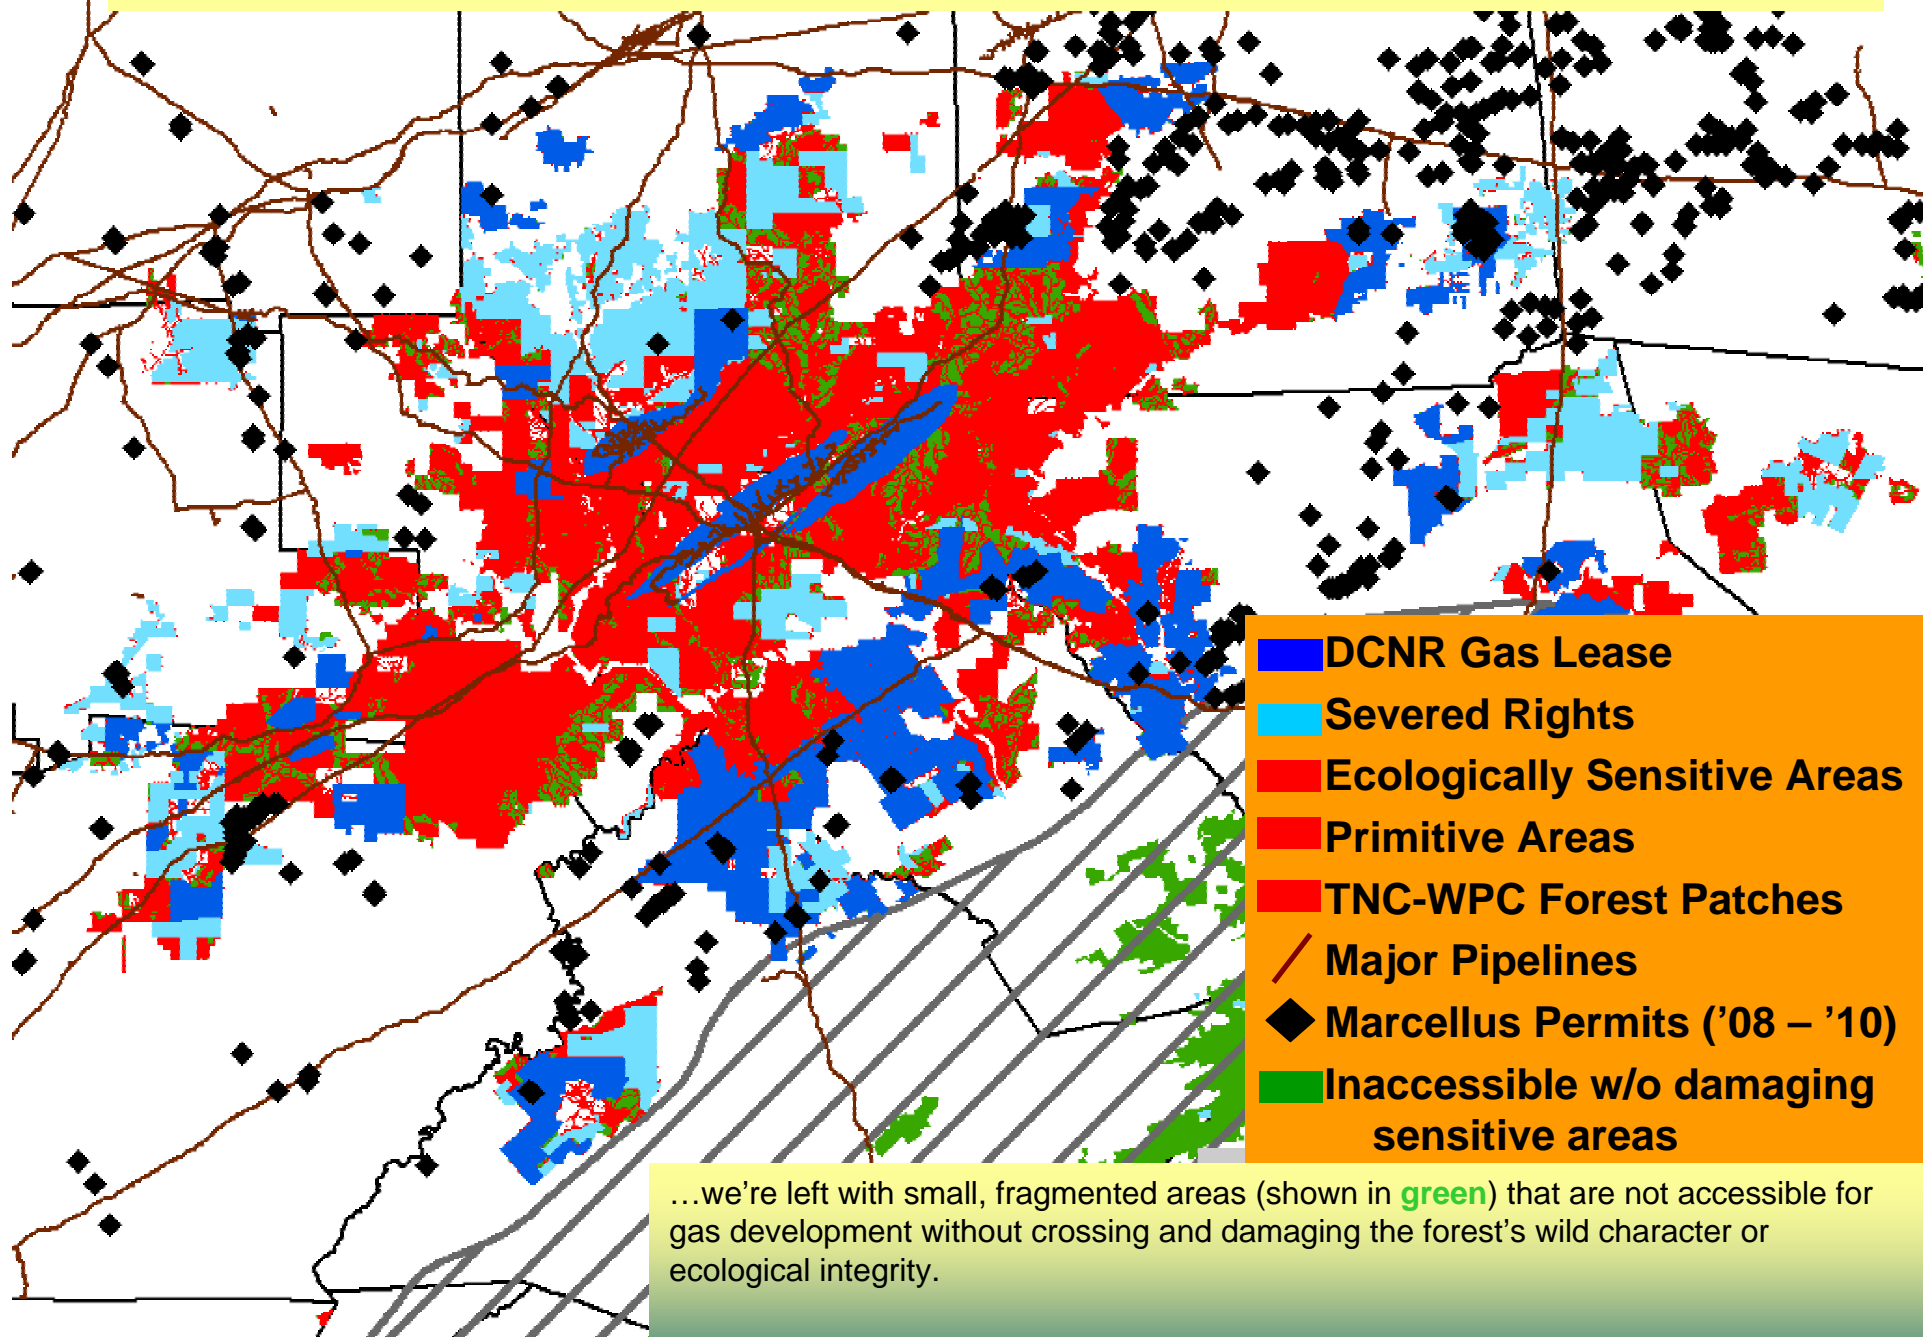 DCNR Gas Lease
Severed Rights
Ecologically Sensitive Areas
Primitive Areas
TNC-WPC Forest Patches
Major Pipelines
Marcellus Permits (’08 – ’10)
Inaccessible w/o damaging
sensitive areas
…we’re left with small, fragmented areas (shown in green) that are not accessible for
gas development without crossing and damaging the forest’s wild character or
ecological integrity.